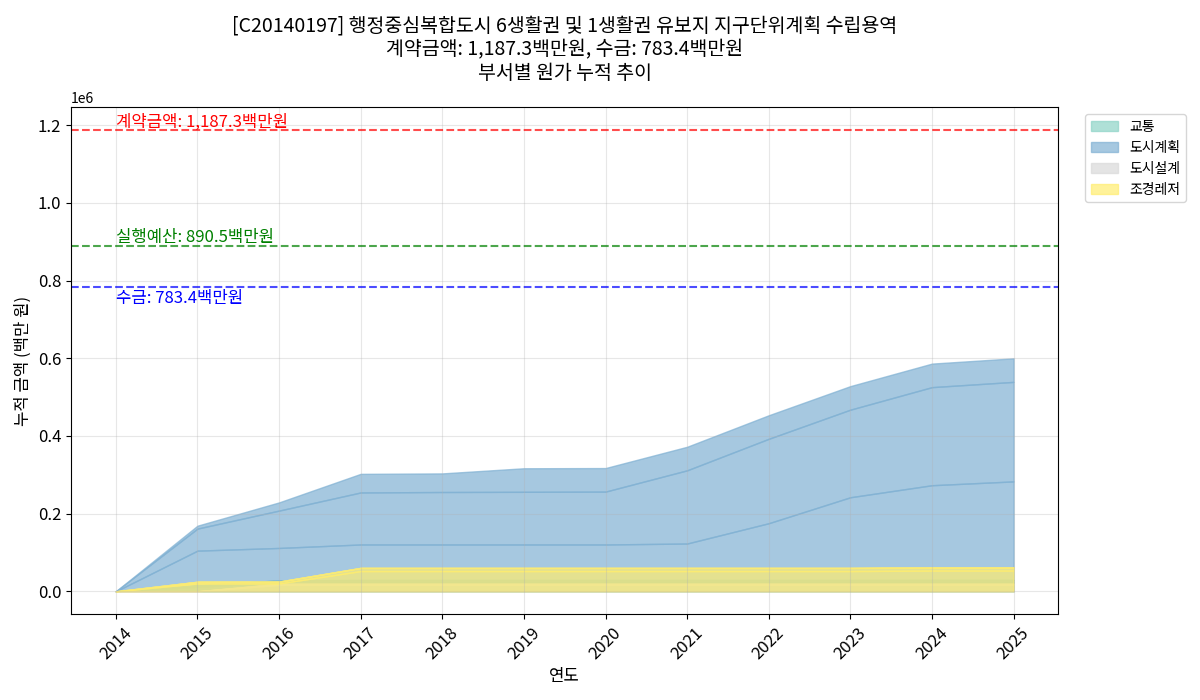 [C20140197] 행정중심복합도시 6생활권 및 1생활권 유보지 지구단위계획 수립용역
계약금액: 1,187.3백만원, 수금: 783.4백만원
부서별 원가 누적 추이
1e6
1.2
1.0
0.8
0.6
0.4
0.2
0.0
누적 금액 (백만 원)
계약금액: 1,187.3백만원
실행예산: 890.5백만원
수금: 783.4백만원
교통
도시계획
도시설계
조경레저
2014
2015
2016
2017
2018
2019
2020
2021
2022
2023
2024
2025
연도